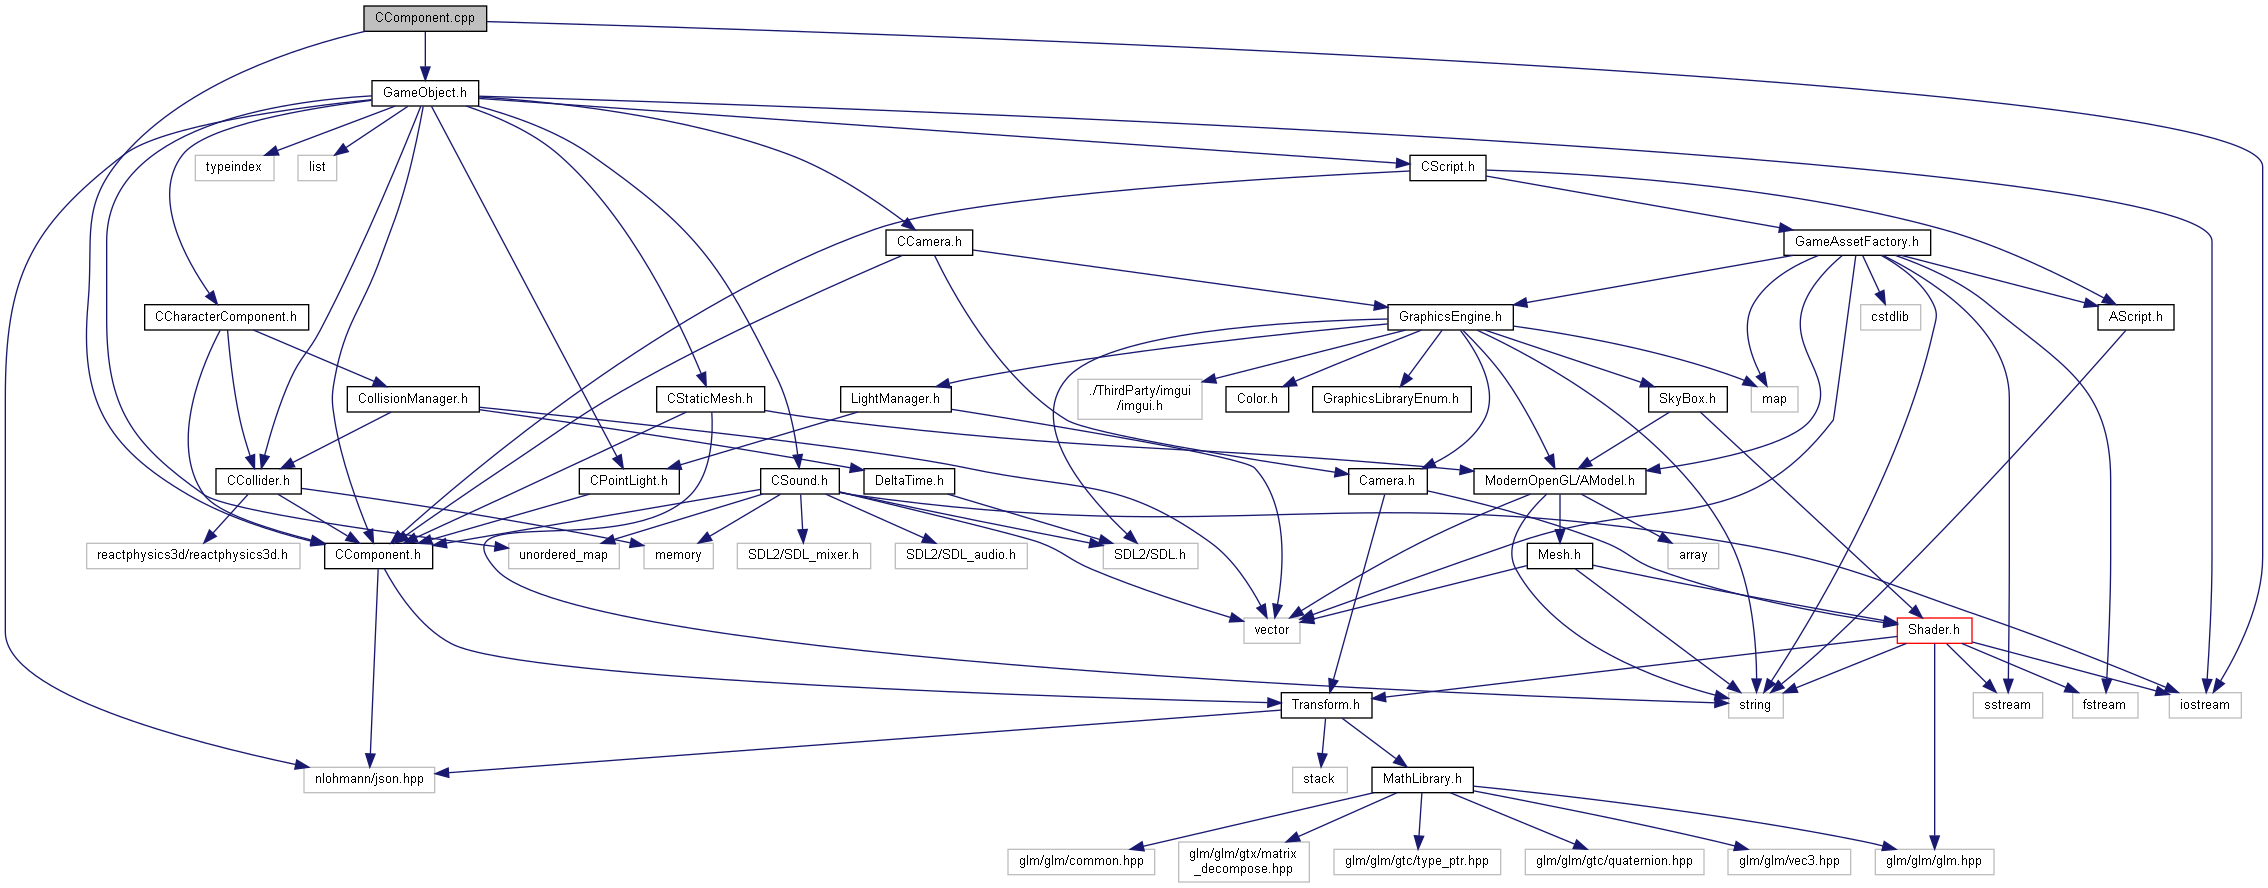 CComponent.cpp
GameObject.h
typeindex
list
CScript.h
CCamera.h
GameAssetFactory.h
CCharacterComponent.h
GraphicsEngine.h
cstdlib
AScript.h
CollisionManager.h
CStaticMesh.h
LightManager.h
./ThirdParty/imgui
/imgui.h
Color.h
GraphicsLibraryEnum.h
SkyBox.h
map
CCollider.h
CPointLight.h
CSound.h
DeltaTime.h
Camera.h
ModernOpenGL/AModel.h
reactphysics3d/reactphysics3d.h
CComponent.h
unordered_map
memory
SDL2/SDL_mixer.h
SDL2/SDL_audio.h
SDL2/SDL.h
Mesh.h
array
vector
Shader.h
Transform.h
string
sstream
fstream
iostream
nlohmann/json.hpp
stack
MathLibrary.h
glm/glm/common.hpp
glm/glm/gtx/matrix
_decompose.hpp
glm/glm/gtc/type_ptr.hpp
glm/glm/gtc/quaternion.hpp
glm/glm/vec3.hpp
glm/glm/glm.hpp